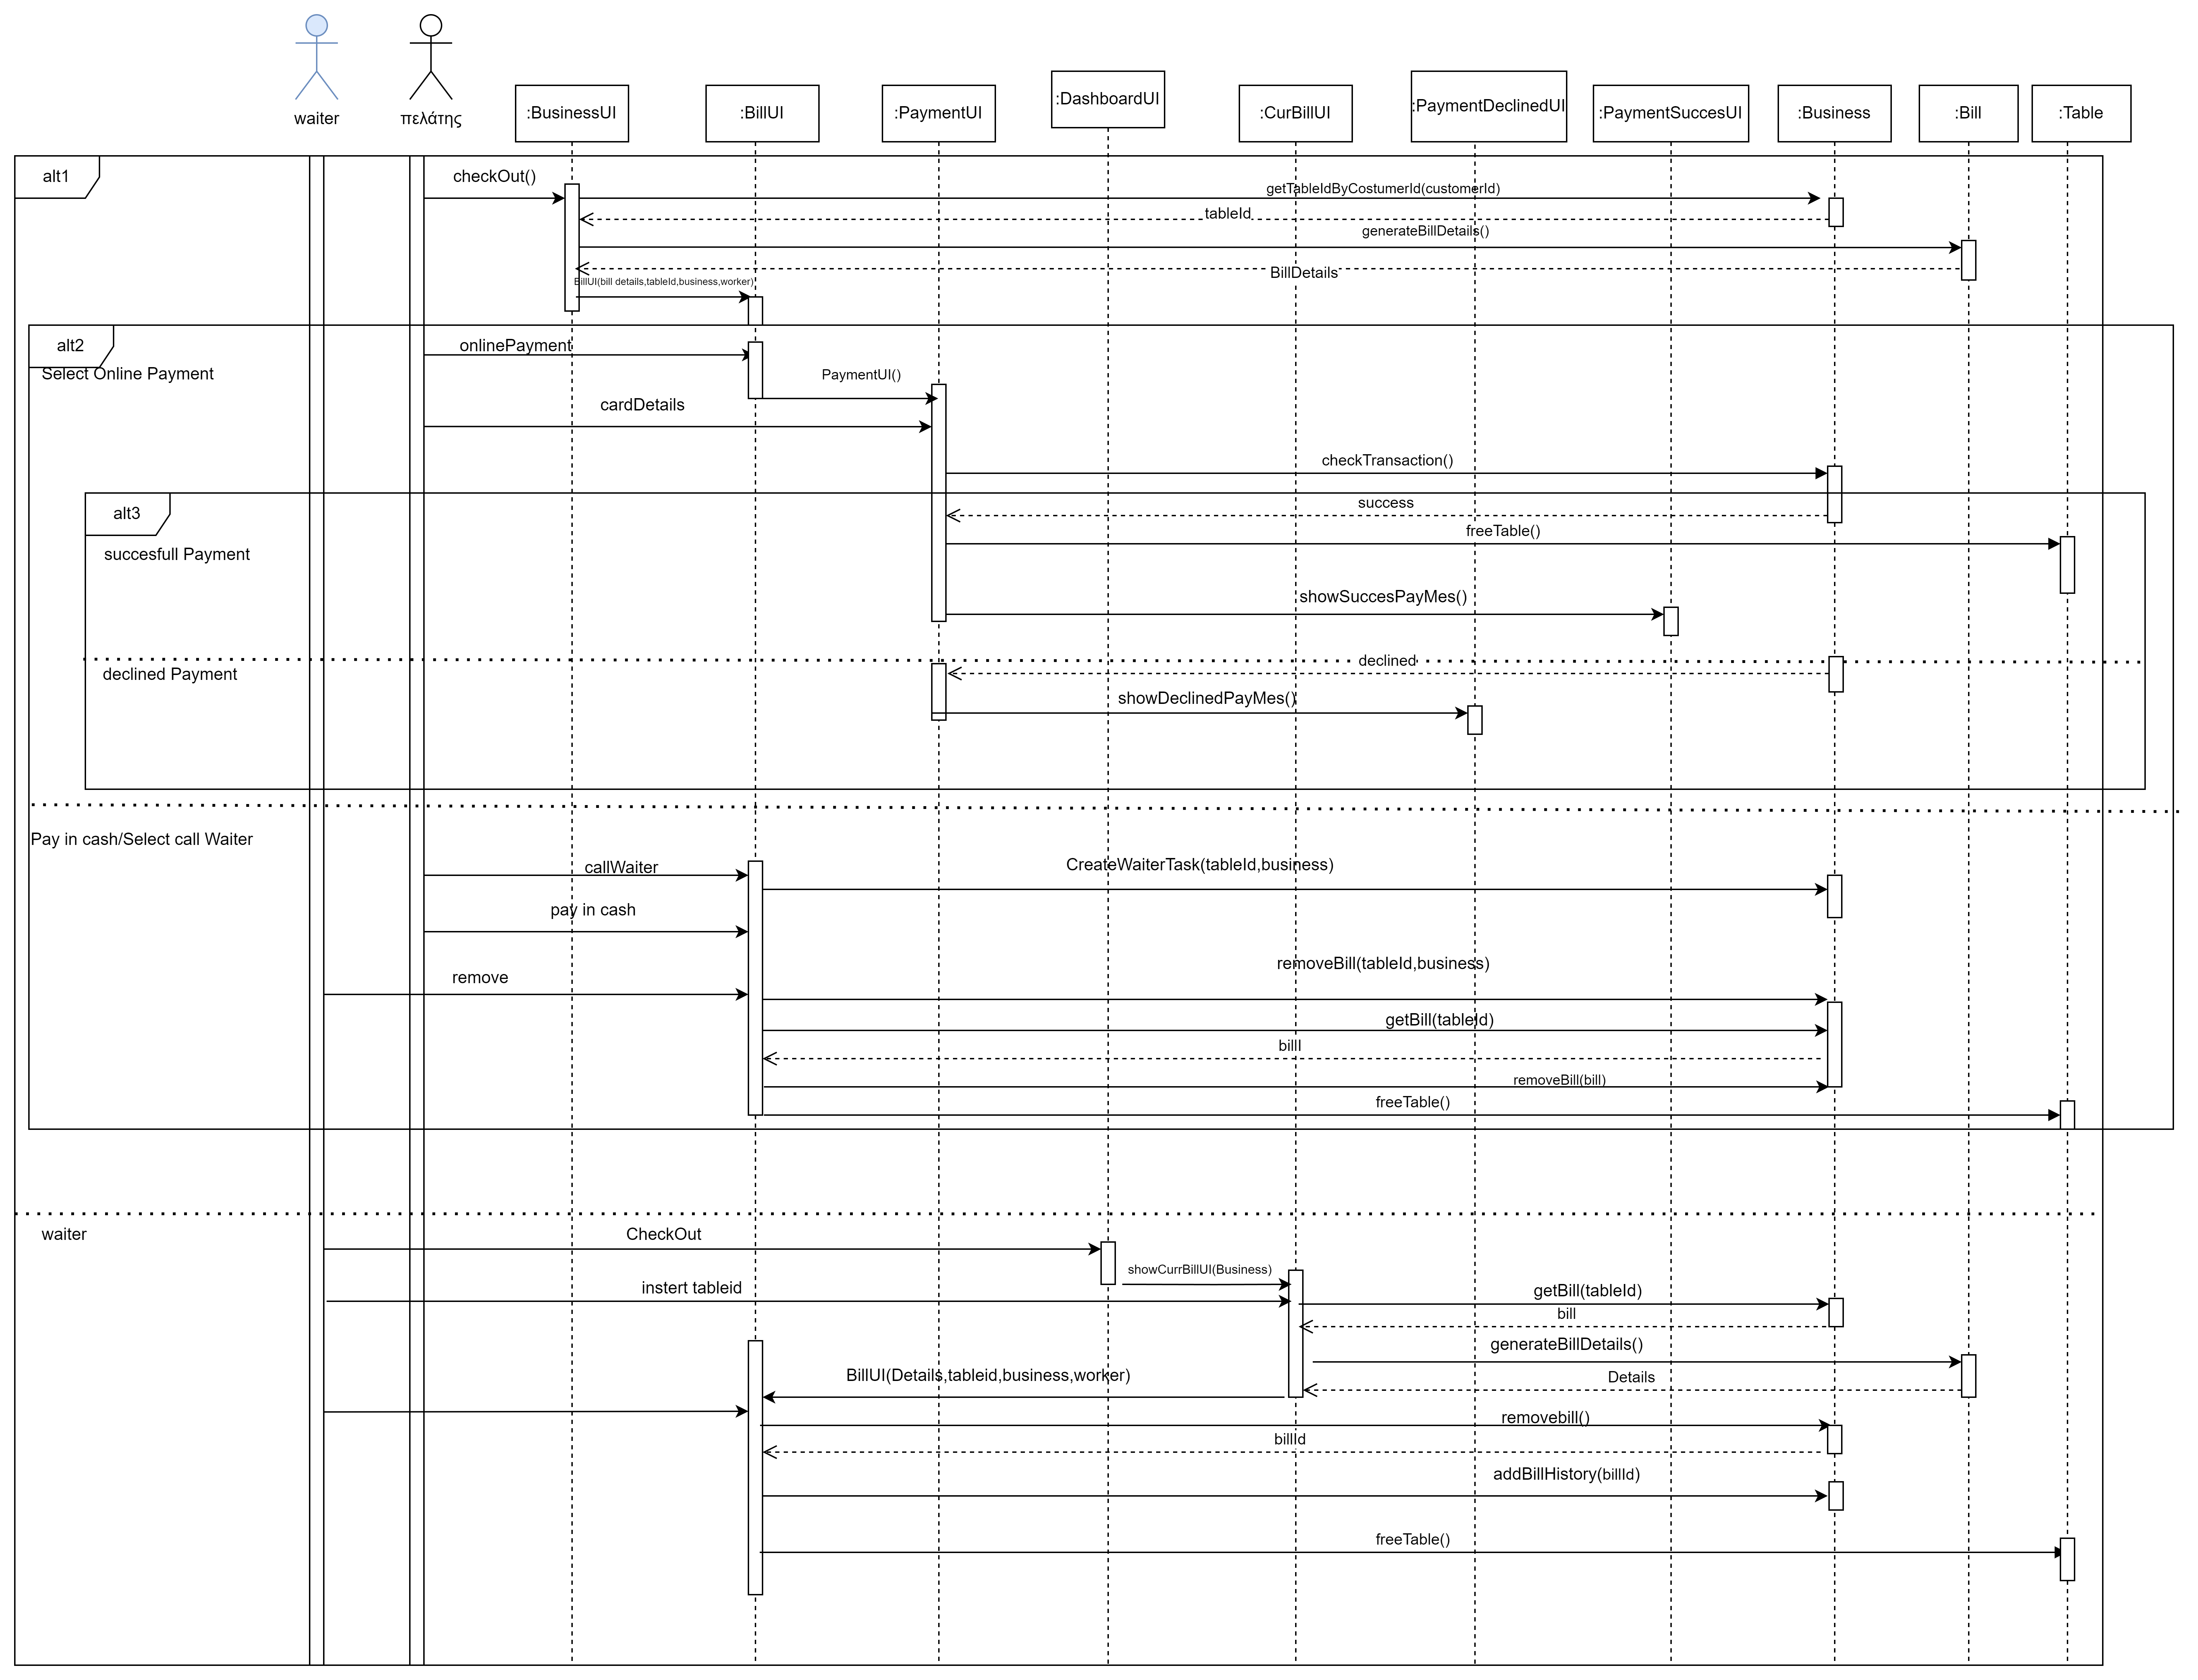 waiter
πελάτης
:BusinessUI
:BillUI
:PaymentUI
:DashboardUI
:CurBillUI
:PaymentDeclinedUI
:PaymentSuccesUI
:Business
:Bill
:Table
alt1
checkOut()
getTableIdByCostumerId(customerId)
tableId
generateBillDetails()
BillDetails
BillUI(bill details,tableId,business,worker)
alt2
onlinePayment
Select Online Payment
PaymentUI()
cardDetails
checkTransaction()
alt3
success
freeTable()
succesfull Payment
showSuccesPayMes()
declined
declined Payment
showDeclinedPayMes()
Pay in cash/Select call Waiter
callWaiter
CreateWaiterTask(tableId,business)
pay in cash
removeBill(tableId,business)
remove
getBill(tableId)
billl
removeBill(bill)
freeTable()
waiter
CheckOut
showCurrBillUI(Business)
instert tableid
getBill(tableId)
bill
generateBillDetails()
BillUI(Details,tableid,business,worker)
Details
removebill()
billId
addBillHistory(billId)
freeTable()